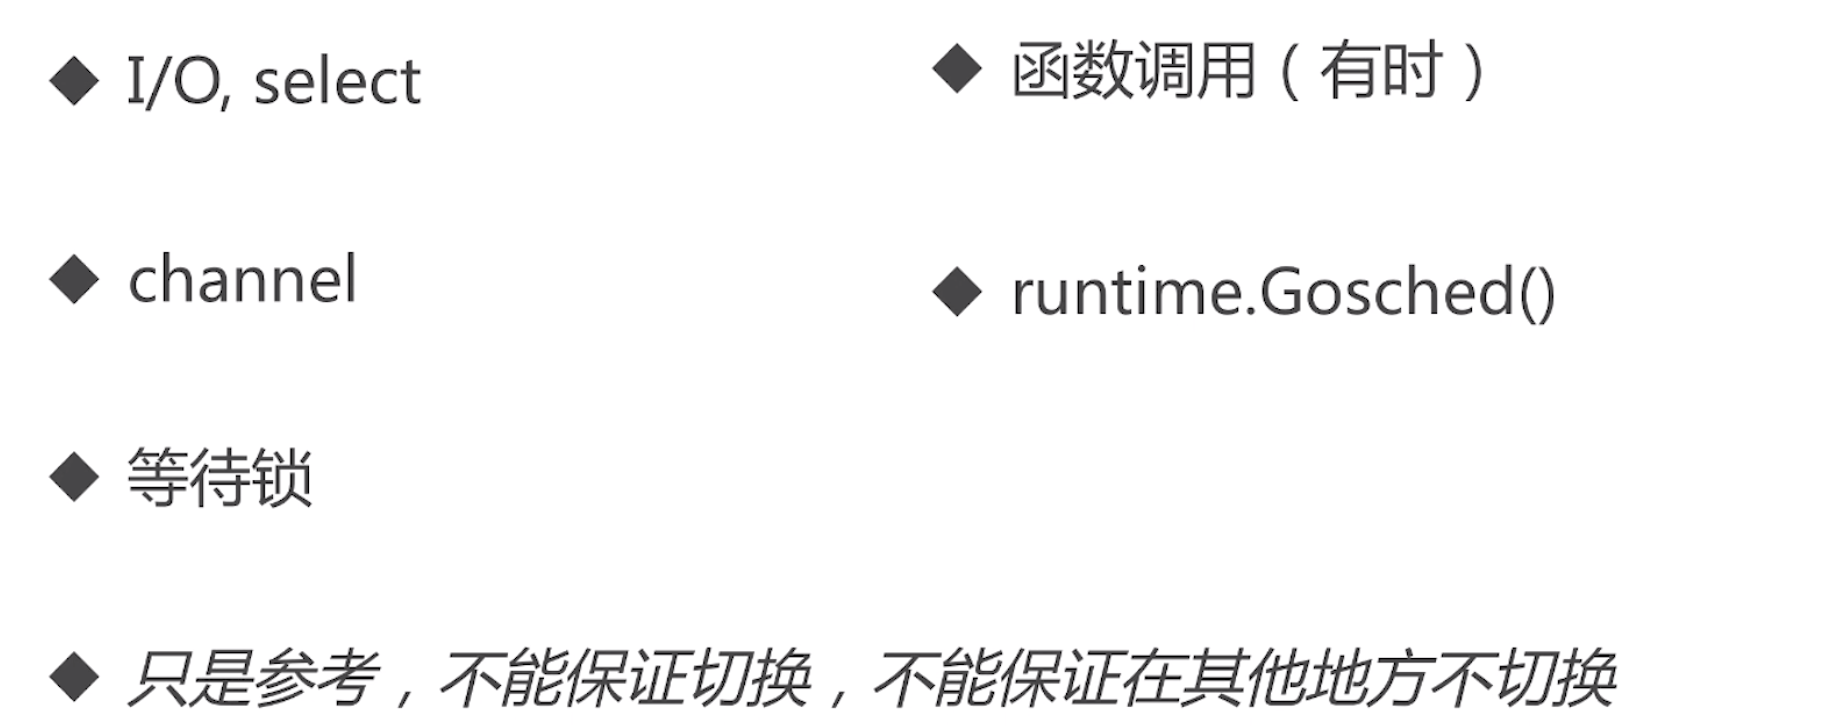 ◆ I/O, select
◆ channel
◆ 等待锁
◆ 函数调用（有时）
◆ runtime.Gosched()
◆ 只是参考，不能保证切换，不能保证在其他地方不切换